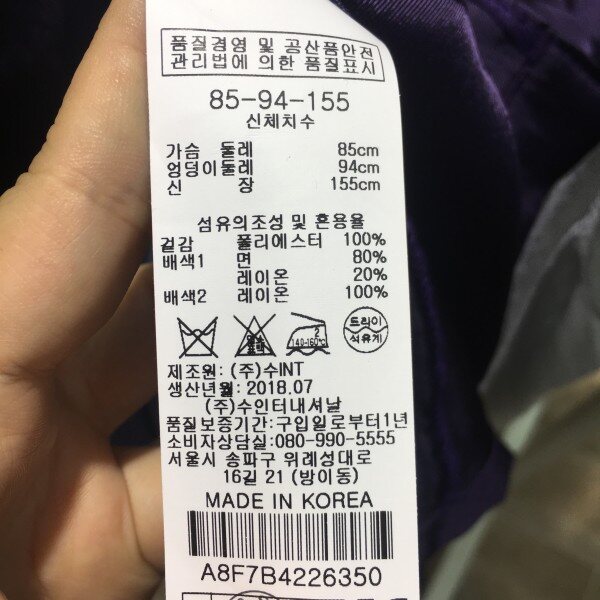 품질경영 및 공산품안전
관리법에 의한 품질표시
85-94-155
신체치수
가슴 둘레 85cm
엉덩이둘레 94cm
신 장 155cm
섬유의조성 및 혼용율
겉감 폴리에스터 100%
배색1 면 80%
레이온 20%
배색2 레이온 100%
2
140-160℃
드라이
석유계
제조원: (주)수INT
생산년월: 2018.07
(주)수인터내셔날
품질보증기간: 구입일로부터1년
소비자상담실: 080-990-5555
서울시 송파구 위례성대로
16길 21 (방이동)
MADE IN KOREA
A8F7B4226350